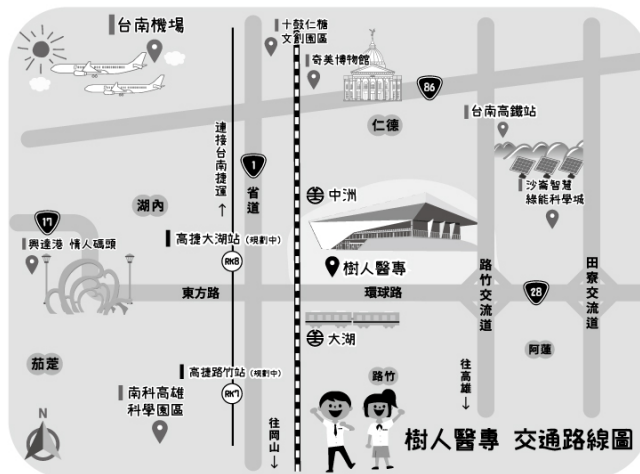 台南機場
十鼓仁糖
文創園區
奇美博物館
86
仁德
台南高鐵站
連接台南捷運
1
省道
沙崙智慧
綠能科學城
中洲
湖內
17
興達港 情人碼頭
高捷大湖站 (規劃中)
RK8
樹人醫專
東方路
環球路
路竹交流道
28
田寮交流道
大湖
阿蓮
茄萣
高捷路竹站 (規劃中)
RK7
路竹
往高雄
南科高雄
科學園區
往岡山
N
樹人醫專 交通路線圖